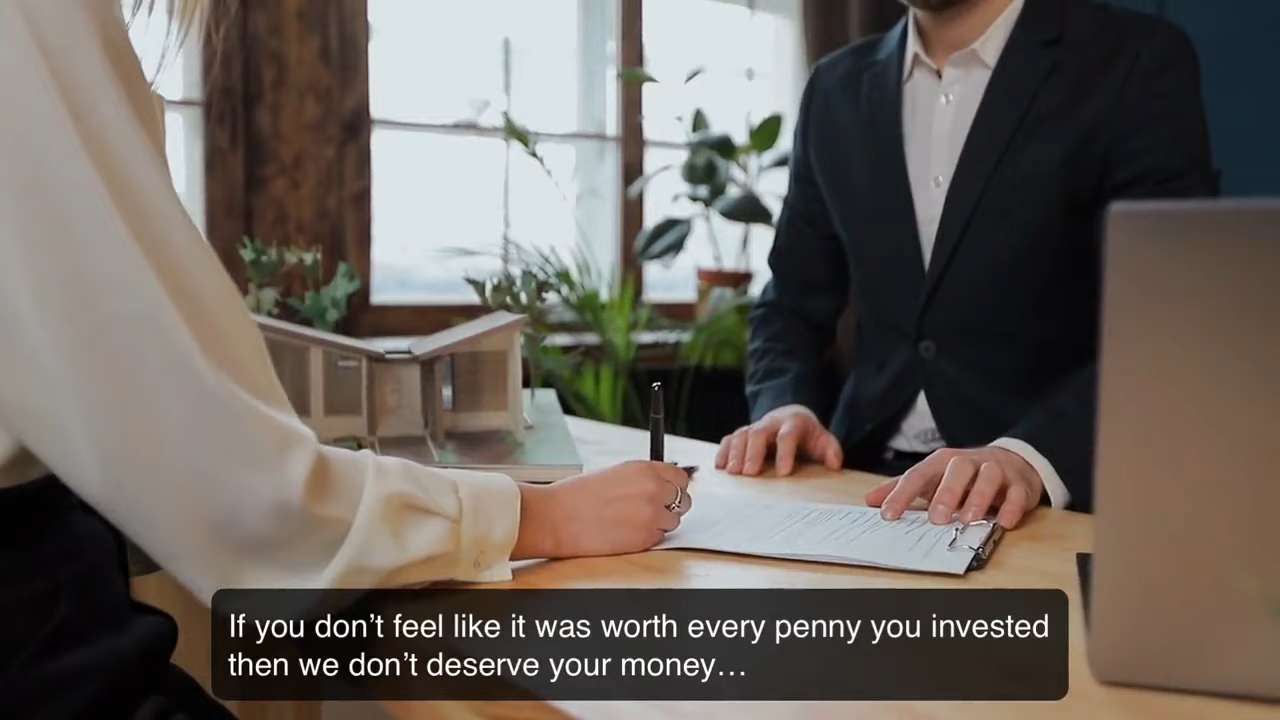 If you don’t feel like it was worth every penny you invested
then we don’t deserve your money…